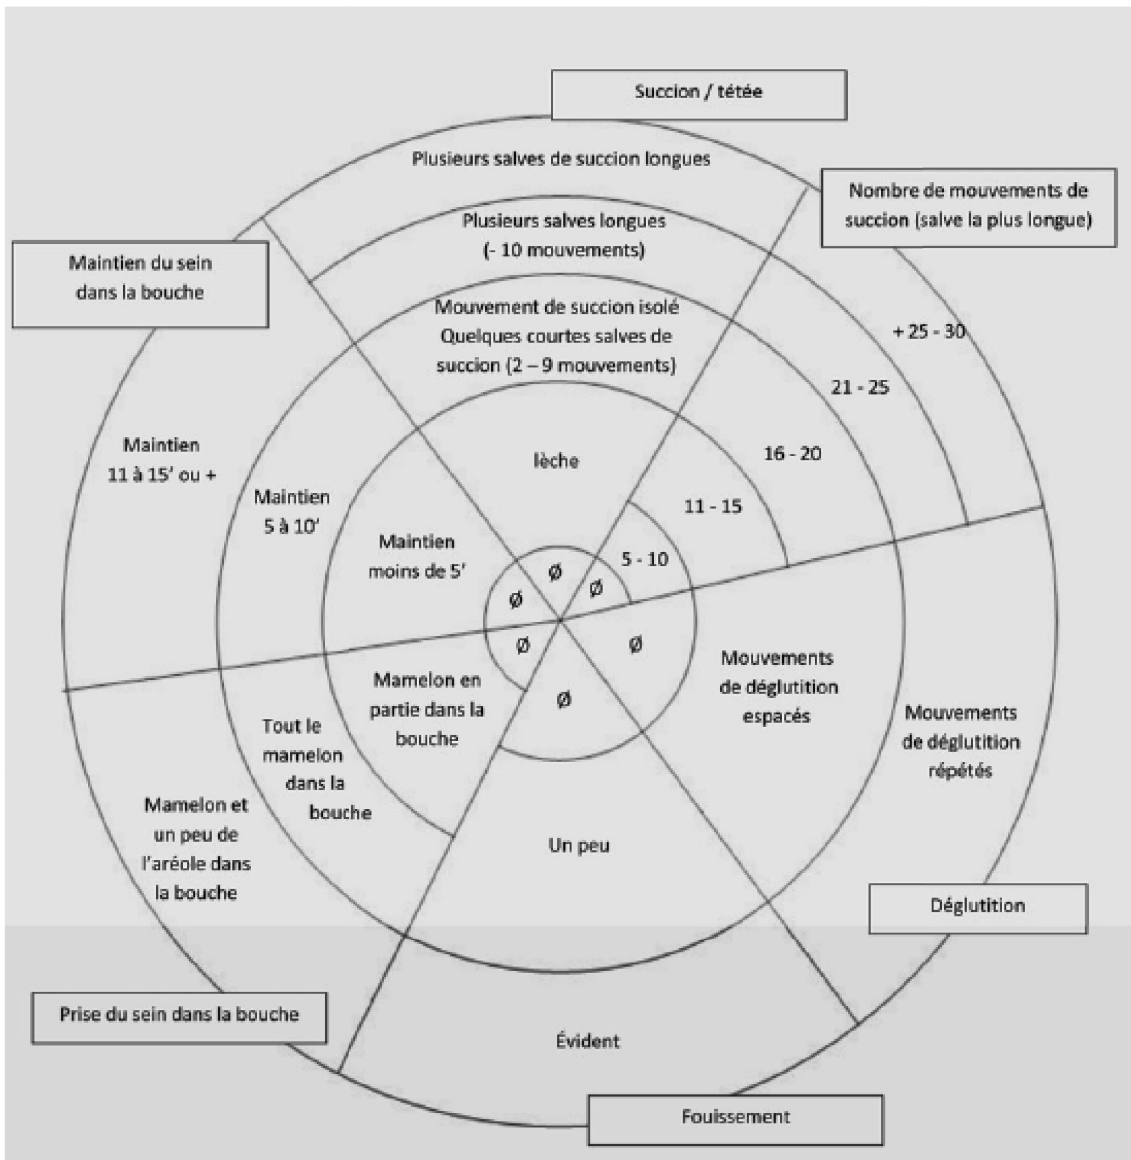 Succion / tétée
Plusieurs salves de succion longues
Plusieurs salves longues
(- 10 mouvements)
Mouvement de succion isolé
Quelques courtes salves de
succion (2 – 9 mouvements)
lèche
Ø
Nombre de mouvements de
succion (salve la plus longue)
+ 25 - 30
21 - 25
16 - 20
11 - 15
5 - 10
Ø
Maintien du sein
dans la bouche
Maintien
11 à 15’ ou +
Maintien
5 à 10’
Maintien
moins de 5’
Ø
Ø
Mamelon en
partie dans la
bouche
Tout le
mamelon
dans la
bouche
Mamelon et
un peu de
l’aréole dans
la bouche
Prise du sein dans la bouche
Ø
Mouvements
de déglutition
espacés
Mouvements
de déglutition
répétés
Déglutition
Ø
Un peu
Évident
Fouissement